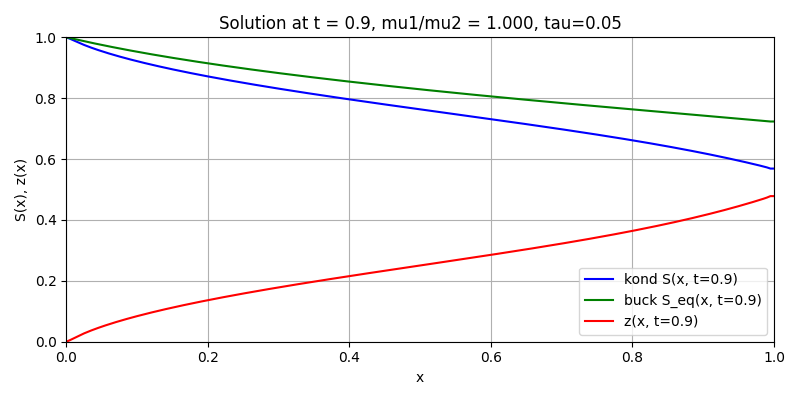 Solution at t = 0.9, mu1/mu2 = 1.000, tau=0.05
S(x), z(x)
1.0
0.8
0.6
0.4
0.2
0.0
kond S(x, t=0.9)
buck S_eq(x, t=0.9)
z(x, t=0.9)
0.0 0.2 0.4 0.6 0.8 1.0
x